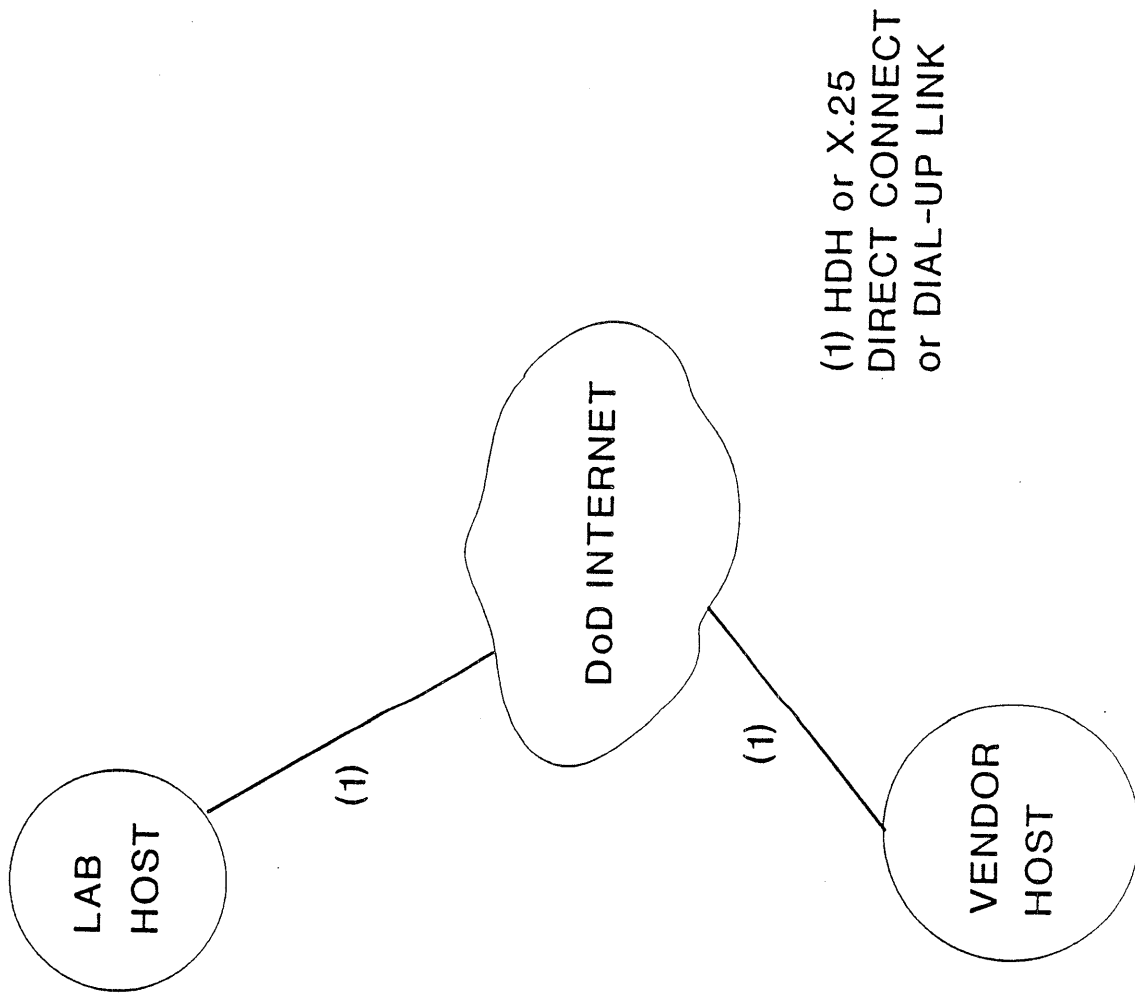 LAB
HOST
(1)
DoD INTERNET
(1)
VENDOR
HOST
(1) HDH or X.25
DIRECT CONNECT
or DIAL-UP LINK